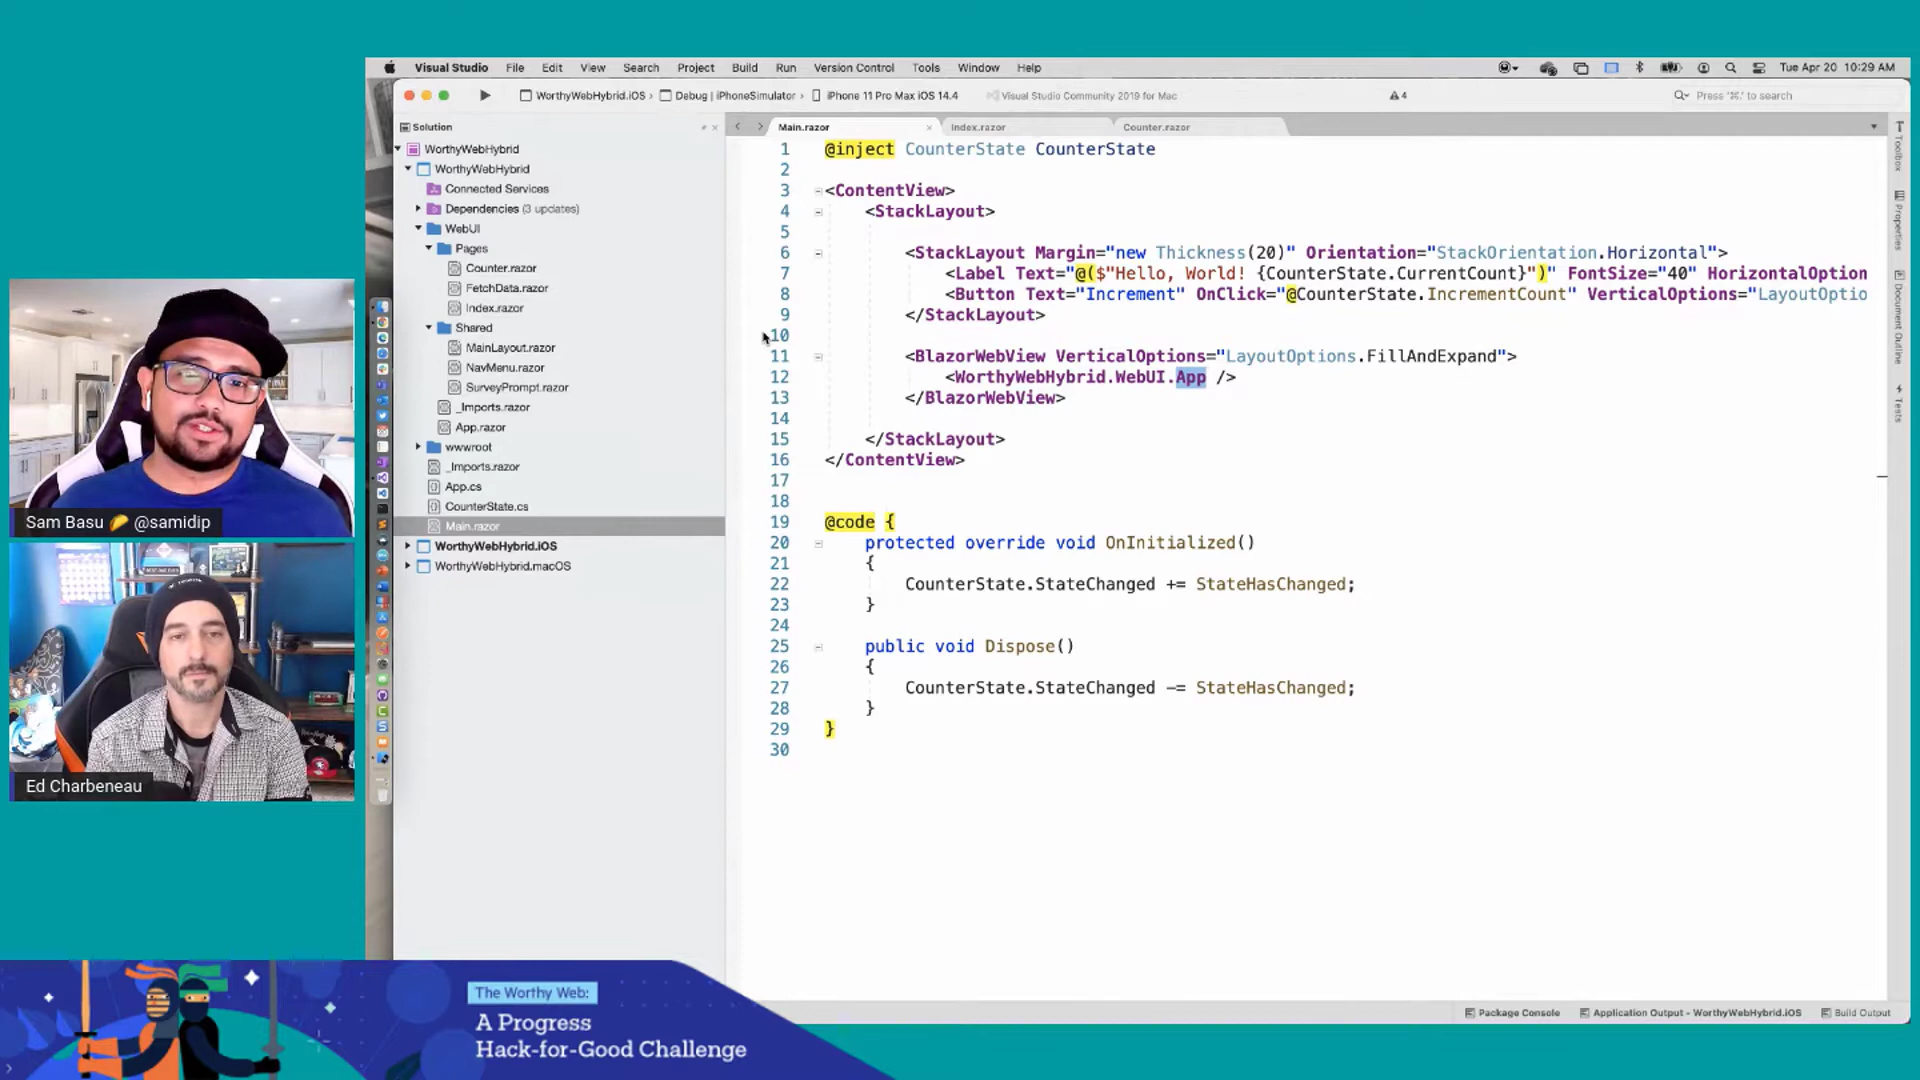 Visual Studio File Edit View Search Project Build Run Version Control Tools Window Help Tue Apr 20 10:29 AM
WorthyWebHybrid.iOS › Debug | iPhoneSimulator › iPhone 11 Pro Max iOS 14.4 Visual Studio Community 2019 for Mac 4 Press '⌘.' to search
Solution
WorthyWebHybrid
WorthyWebHybrid
Connected Services
Dependencies (3 updates)
WebUI
Pages
Counter.razor
FetchData.razor
Index.razor
Shared
MainLayout.razor
NavMenu.razor
SurveyPrompt.razor
_Imports.razor
App.razor
wwwroot
_Imports.razor
App.cs
CounterState.cs
Main.razor
WorthyWebHybrid.iOS
WorthyWebHybrid.macOS
Main.razor Index.razor Counter.razor
1 @inject CounterState CounterState
2
3 <ContentView>
4 <StackLayout>
5
6 <StackLayout Margin="new Thickness(20)" Orientation="StackOrientation.Horizontal">
7 <Label Text="@($"Hello, World! {CounterState.CurrentCount}")" FontSize="40" HorizontalOption
8 <Button Text="Increment" OnClick="@CounterState.IncrementCount" VerticalOptions="LayoutOptio
9 </StackLayout>
10
11 <BlazorWebView VerticalOptions="LayoutOptions.FillAndExpand">
12 <WorthyWebHybrid.WebUI.App />
13 </BlazorWebView>
14
15 </StackLayout>
16 </ContentView>
17
18
19 @code {
20 protected override void OnInitialized()
21 {
22 CounterState.StateChanged += StateHasChanged;
23 }
24
25 public void Dispose()
26 {
27 CounterState.StateChanged -= StateHasChanged;
28 }
29 }
30
Toolbox
Properties
Document Outline
Tests
Package Console Application Output - WorthyWebHybrid.iOS Build Output
Sam Basu 🌮 @samidip
Ed Charbeneau
The Worthy Web:
A Progress
Hack-for-Good Challenge